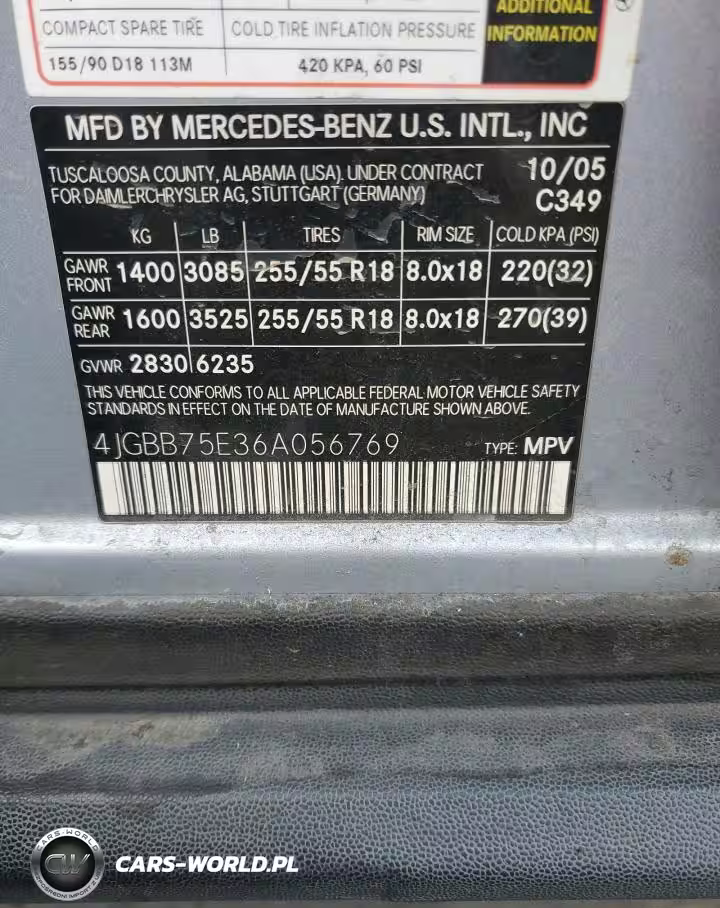 ADDITIONAL
COMPACT SPARE TIRE COLD TIRE INFLATION PRESSURE INFORMATION
155/90 D18 113M 420 KPA, 60 PSI
MFD BY MERCEDES-BENZ U.S. INTL., INC
TUSCALOOSA COUNTY, ALABAMA (USA). UNDER CONTRACT 10/05
FOR DAIMLERCHRYSLER AG, STUTTGART (GERMANY) C349
KG LB TIRES RIM SIZE COLD KPA (PSI)
GAWR FRONT 1400 3085 255/55 R18 8.0x18 220(32)
GAWR REAR 1600 3525 255/55 R18 8.0x18 270(39)
GVWR 2830 6235
THIS VEHICLE CONFORMS TO ALL APPLICABLE FEDERAL MOTOR VEHICLE SAFETY
STANDARDS IN EFFECT ON THE DATE OF MANUFACTURE SHOWN ABOVE.
4JGBB75E36A056769 TYPE: MPV
CARS-WORLD
CW
CARS-WORLD.PL